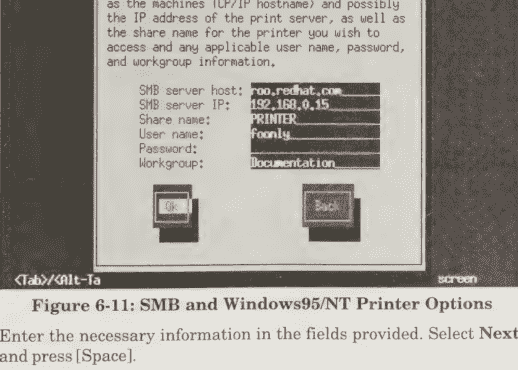 as the machines TCP/IP hostname) and possibly
the IP address of the print server, as well as
the share name for the printer you wish to
access and any applicable user name, password,
and workgroup information.
SMB server host: roo.redhat.com
SMB server IP: 192.168.0.15
Share name: PRINTER
User name: foonly
Password:
Workgroup: Documentation
Ok Back
<Tab>/<Alt-Ta screen
Figure 6-11: SMB and Windows95/NT Printer Options
Enter the necessary information in the fields provided. Select Next
and press [Space].